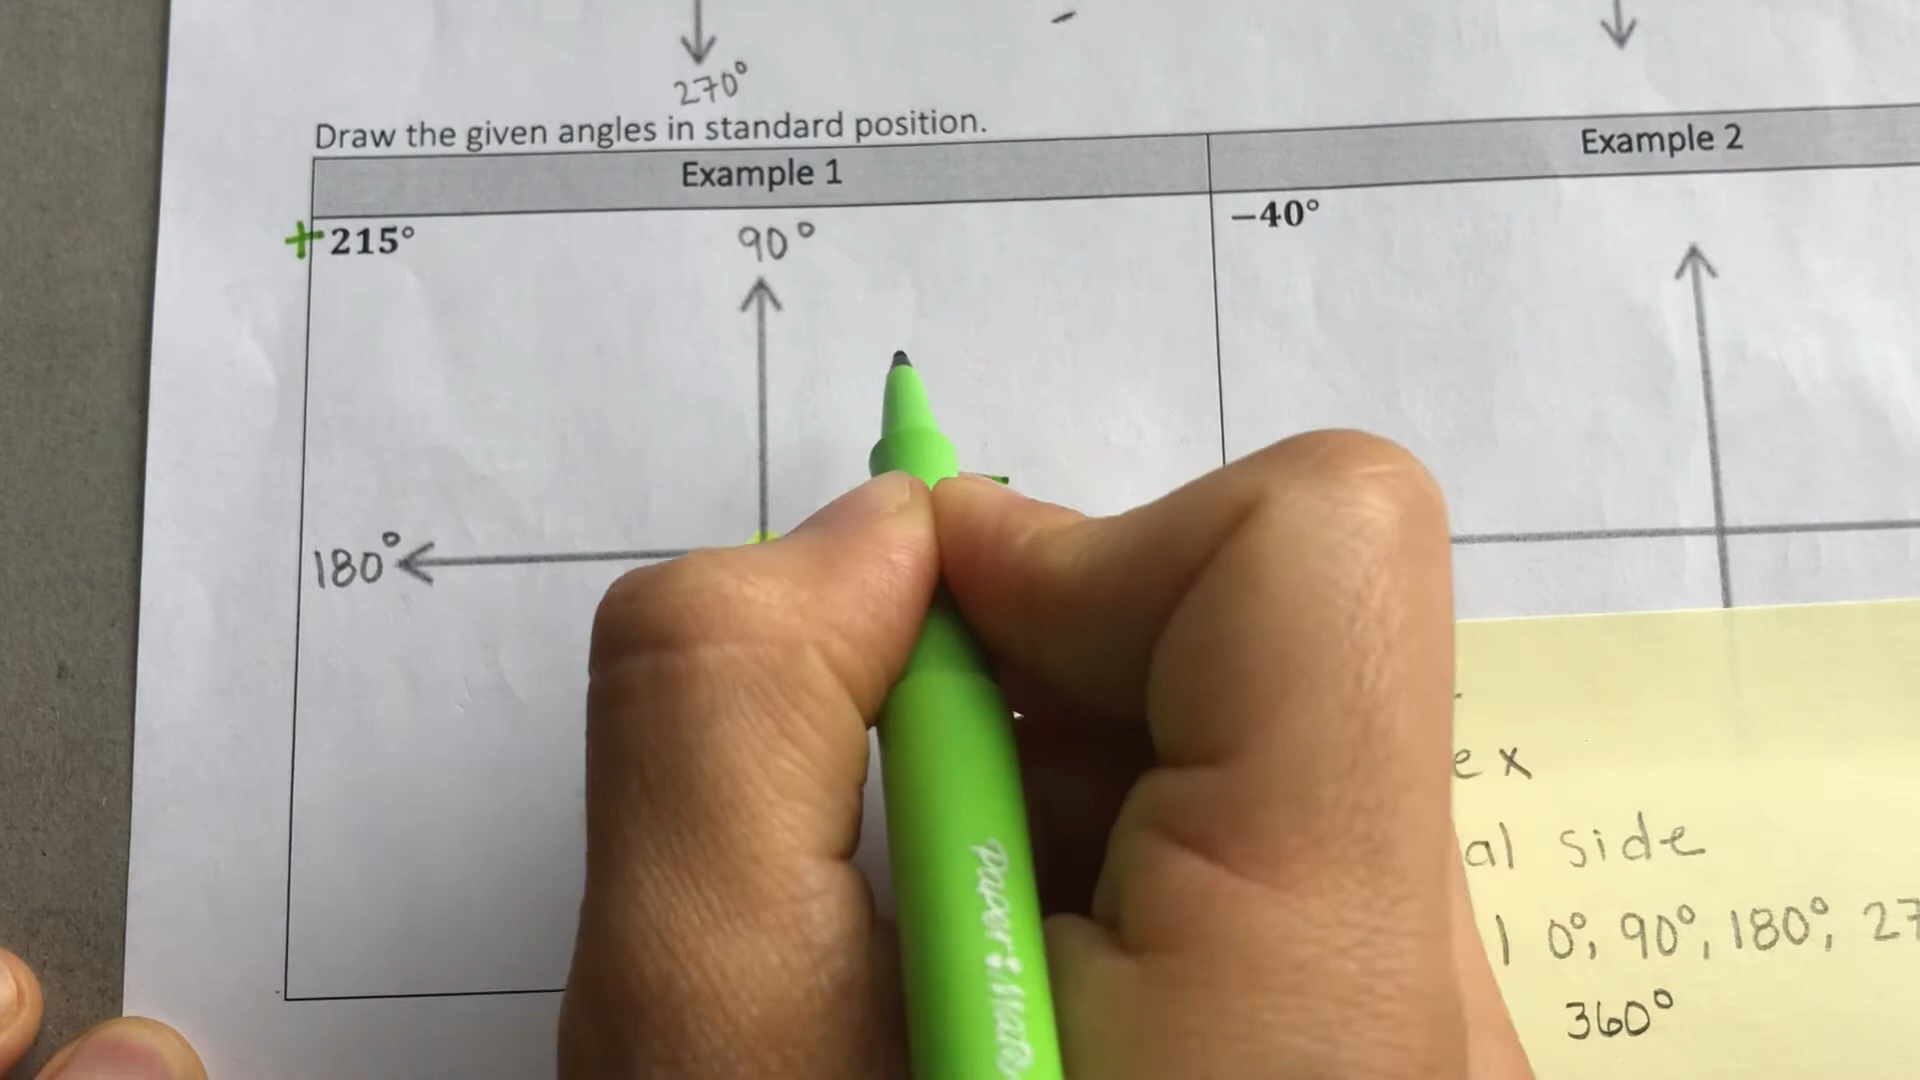 270°
Draw the given angles in standard position.
Example 1
Example 2
+215°
90°
−40°
180°
ex
al side
0°, 90°, 180°, 27
360°
paper:mate